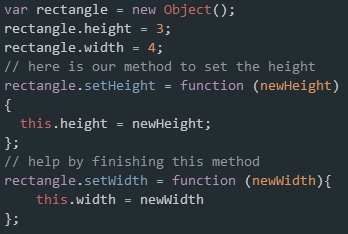 var rectangle = new Object();
rectangle.height = 3;
rectangle.width = 4;
// here is our method to set the height
rectangle.setHeight = function (newHeight)
{
  this.height = newHeight;
};
// help by finishing this method
rectangle.setWidth = function (newWidth){
    this.width = newWidth
};